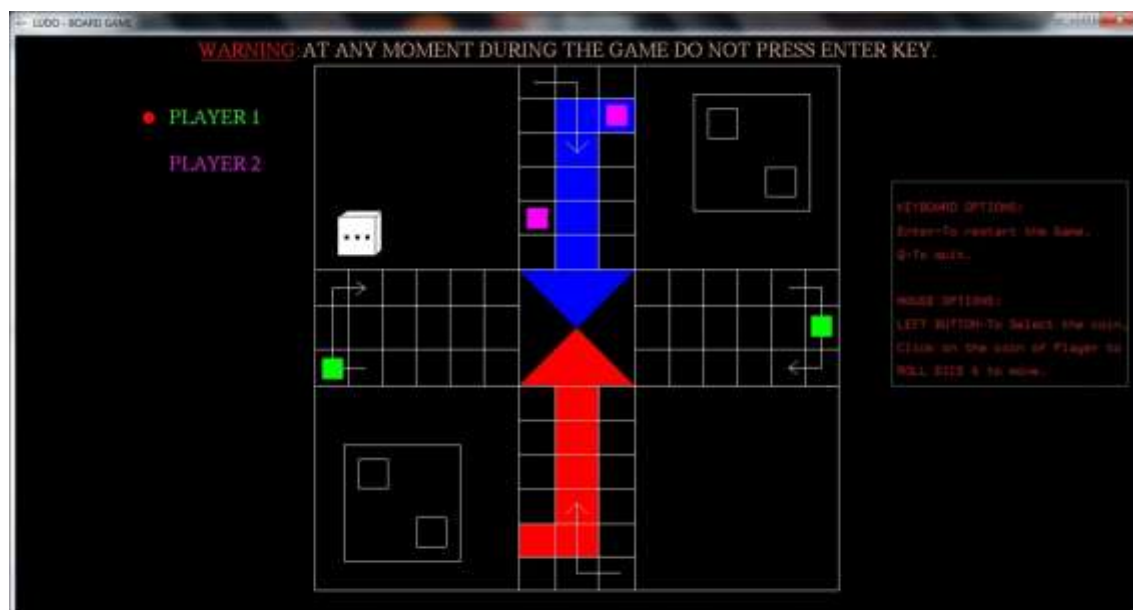 LUDO - BOARD GAME
WARNING:AT ANY MOMENT DURING THE GAME DO NOT PRESS ENTER KEY.
PLAYER 1
PLAYER 2
KEYBOARD OPTIONS:
Enter-To restart the Game.
Q-To quit.
MOUSE OPTIONS:
LEFT BUTTON-To Select the coin,
Click on the coin of Player to
ROLL DICE & to move.